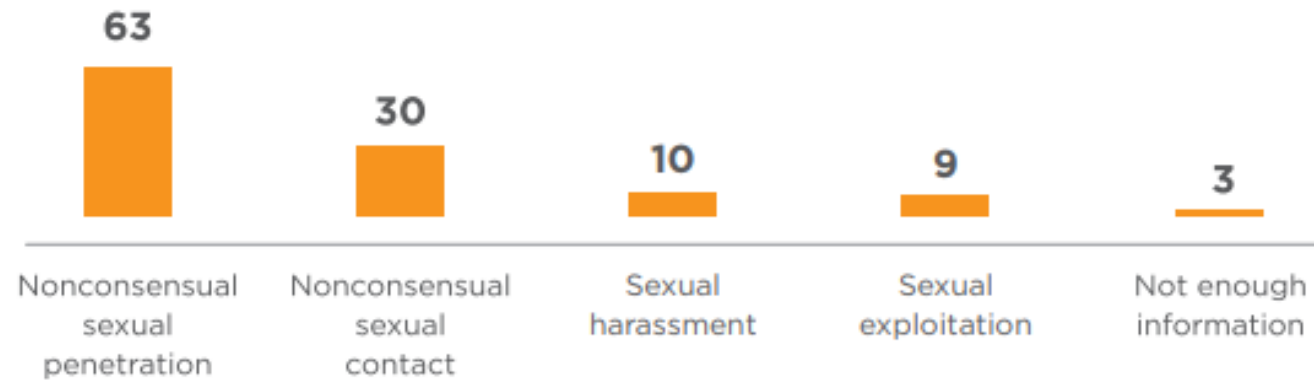 63
30
10
9
3
Nonconsensual
sexual
penetration
Nonconsensual
sexual
contact
Sexual
harassment
Sexual
exploitation
Not enough
information